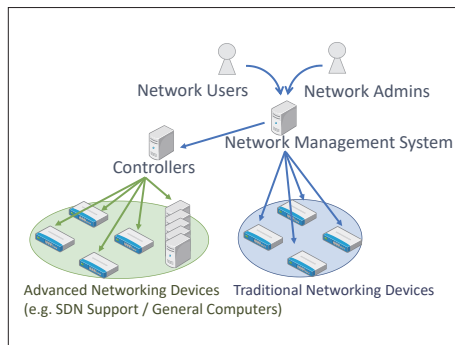 Network Users
Network Admins
Network Management System
Controllers
Advanced Networking Devices
(e.g. SDN Support / General Computers)
Traditional Networking Devices